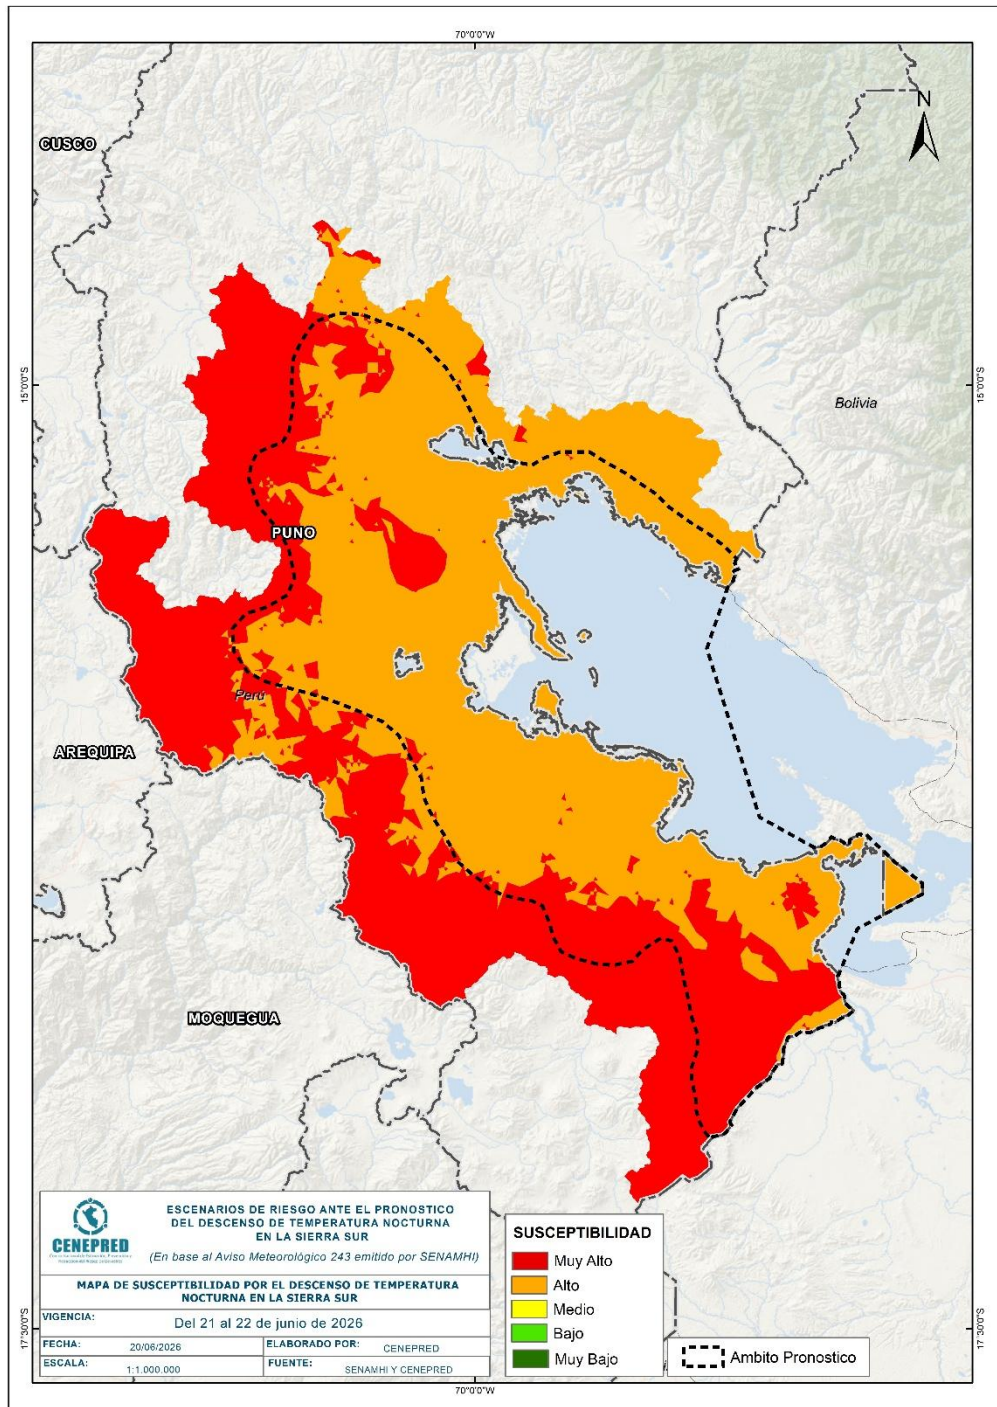 70°0'0"W
CUSCO
N
15°0'0"S
15°0'0"S
Bolivia
PUNO
Perú
AREQUIPA
MOQUEGUA
CENEPRED
ESCENARIOS DE RIESGO ANTE EL PRONOSTICO
DEL DESCENSO DE TEMPERATURA NOCTURNA
EN LA SIERRA SUR
(En base al Aviso Meteorológico 243 emitido por SENAMHI)
MAPA DE SUSCEPTIBILIDAD POR EL DESCENSO DE TEMPERATURA
NOCTURNA EN LA SIERRA SUR
VIGENCIA:
Del 21 al 22 de junio de 2026
FECHA:
20/06/2026
ELABORADO POR:
CENEPRED
ESCALA:
1:1.000.000
FUENTE:
SENAMHI Y CENEPRED
SUSCEPTIBILIDAD
Muy Alto
Alto
Medio
Bajo
Muy Bajo
Ambito Pronostico
17°30'0"S
17°30'0"S
70°0'0"W